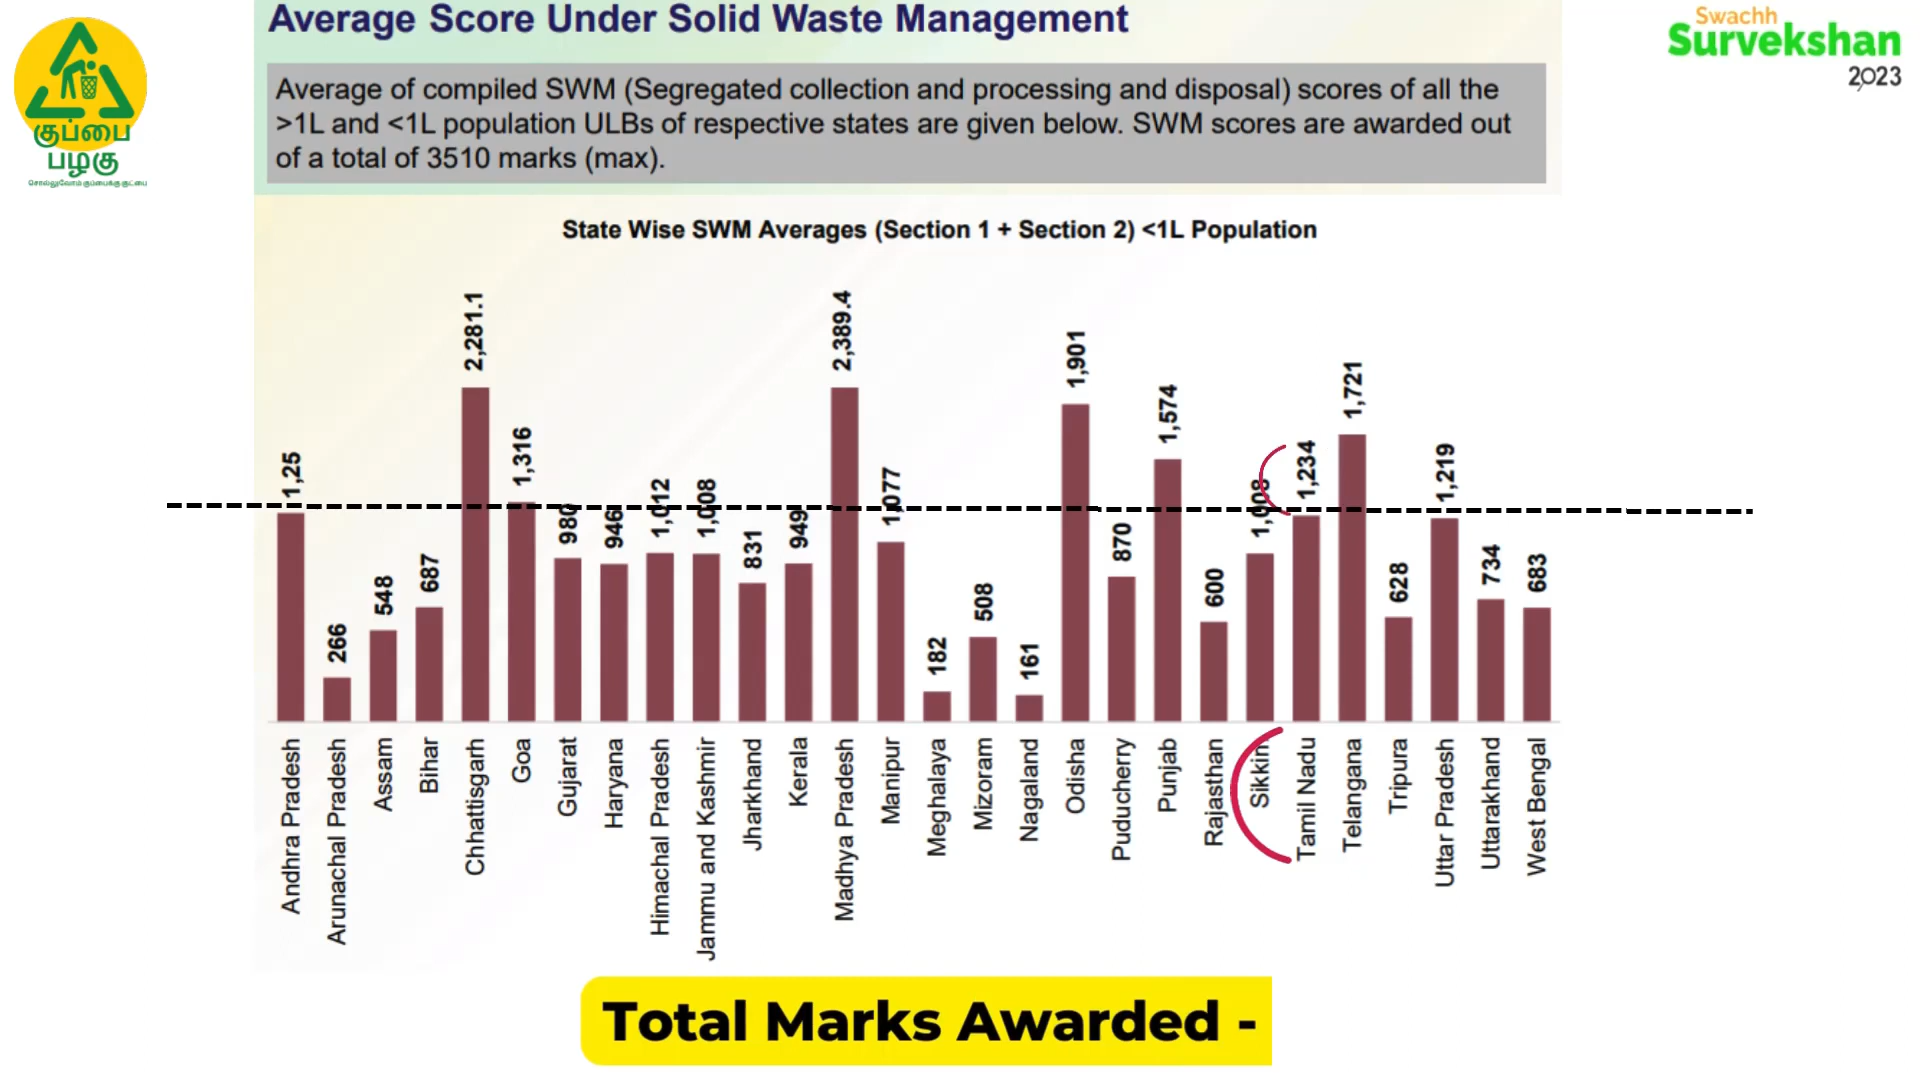 Average Score Under Solid Waste Management
Swachh
Survekshan
2023
குப்பை
பழகு
சொல்லுவோம் குப்பைக்கு குட்பை
Average of compiled SWM (Segregated collection and processing and disposal) scores of all the
>1L and <1L population ULBs of respective states are given below. SWM scores are awarded out
of a total of 3510 marks (max).
State Wise SWM Averages (Section 1 + Section 2) <1L Population
1,25
266
548
687
2,281.1
1,316
980
946
1,012
1,008
831
949
2,389.4
1,077
182
508
161
1,901
870
1,574
600
1,008
1,234
1,721
628
1,219
734
683
Andhra Pradesh
Arunachal Pradesh
Assam
Bihar
Chhattisgarh
Goa
Gujarat
Haryana
Himachal Pradesh
Jammu and Kashmir
Jharkhand
Kerala
Madhya Pradesh
Manipur
Meghalaya
Mizoram
Nagaland
Odisha
Puducherry
Punjab
Rajasthan
Sikkim
Tamil Nadu
Telangana
Tripura
Uttar Pradesh
Uttarakhand
West Bengal
Total Marks Awarded -